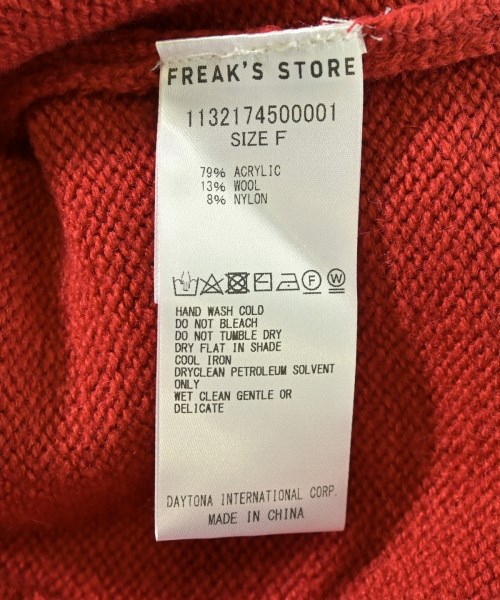 FREAK'S STORE
1132174500001
SIZE F
79% ACRYLIC
13% WOOL
8% NYLON
F W
HAND WASH COLD
DO NOT BLEACH
DO NOT TUMBLE DRY
DRY FLAT IN SHADE
COOL IRON
DRYCLEAN PETROLEUM SOLVENT
ONLY
WET CLEAN GENTLE OR
DELICATE
DAYTONA INTERNATIONAL CORP.
MADE IN CHINA